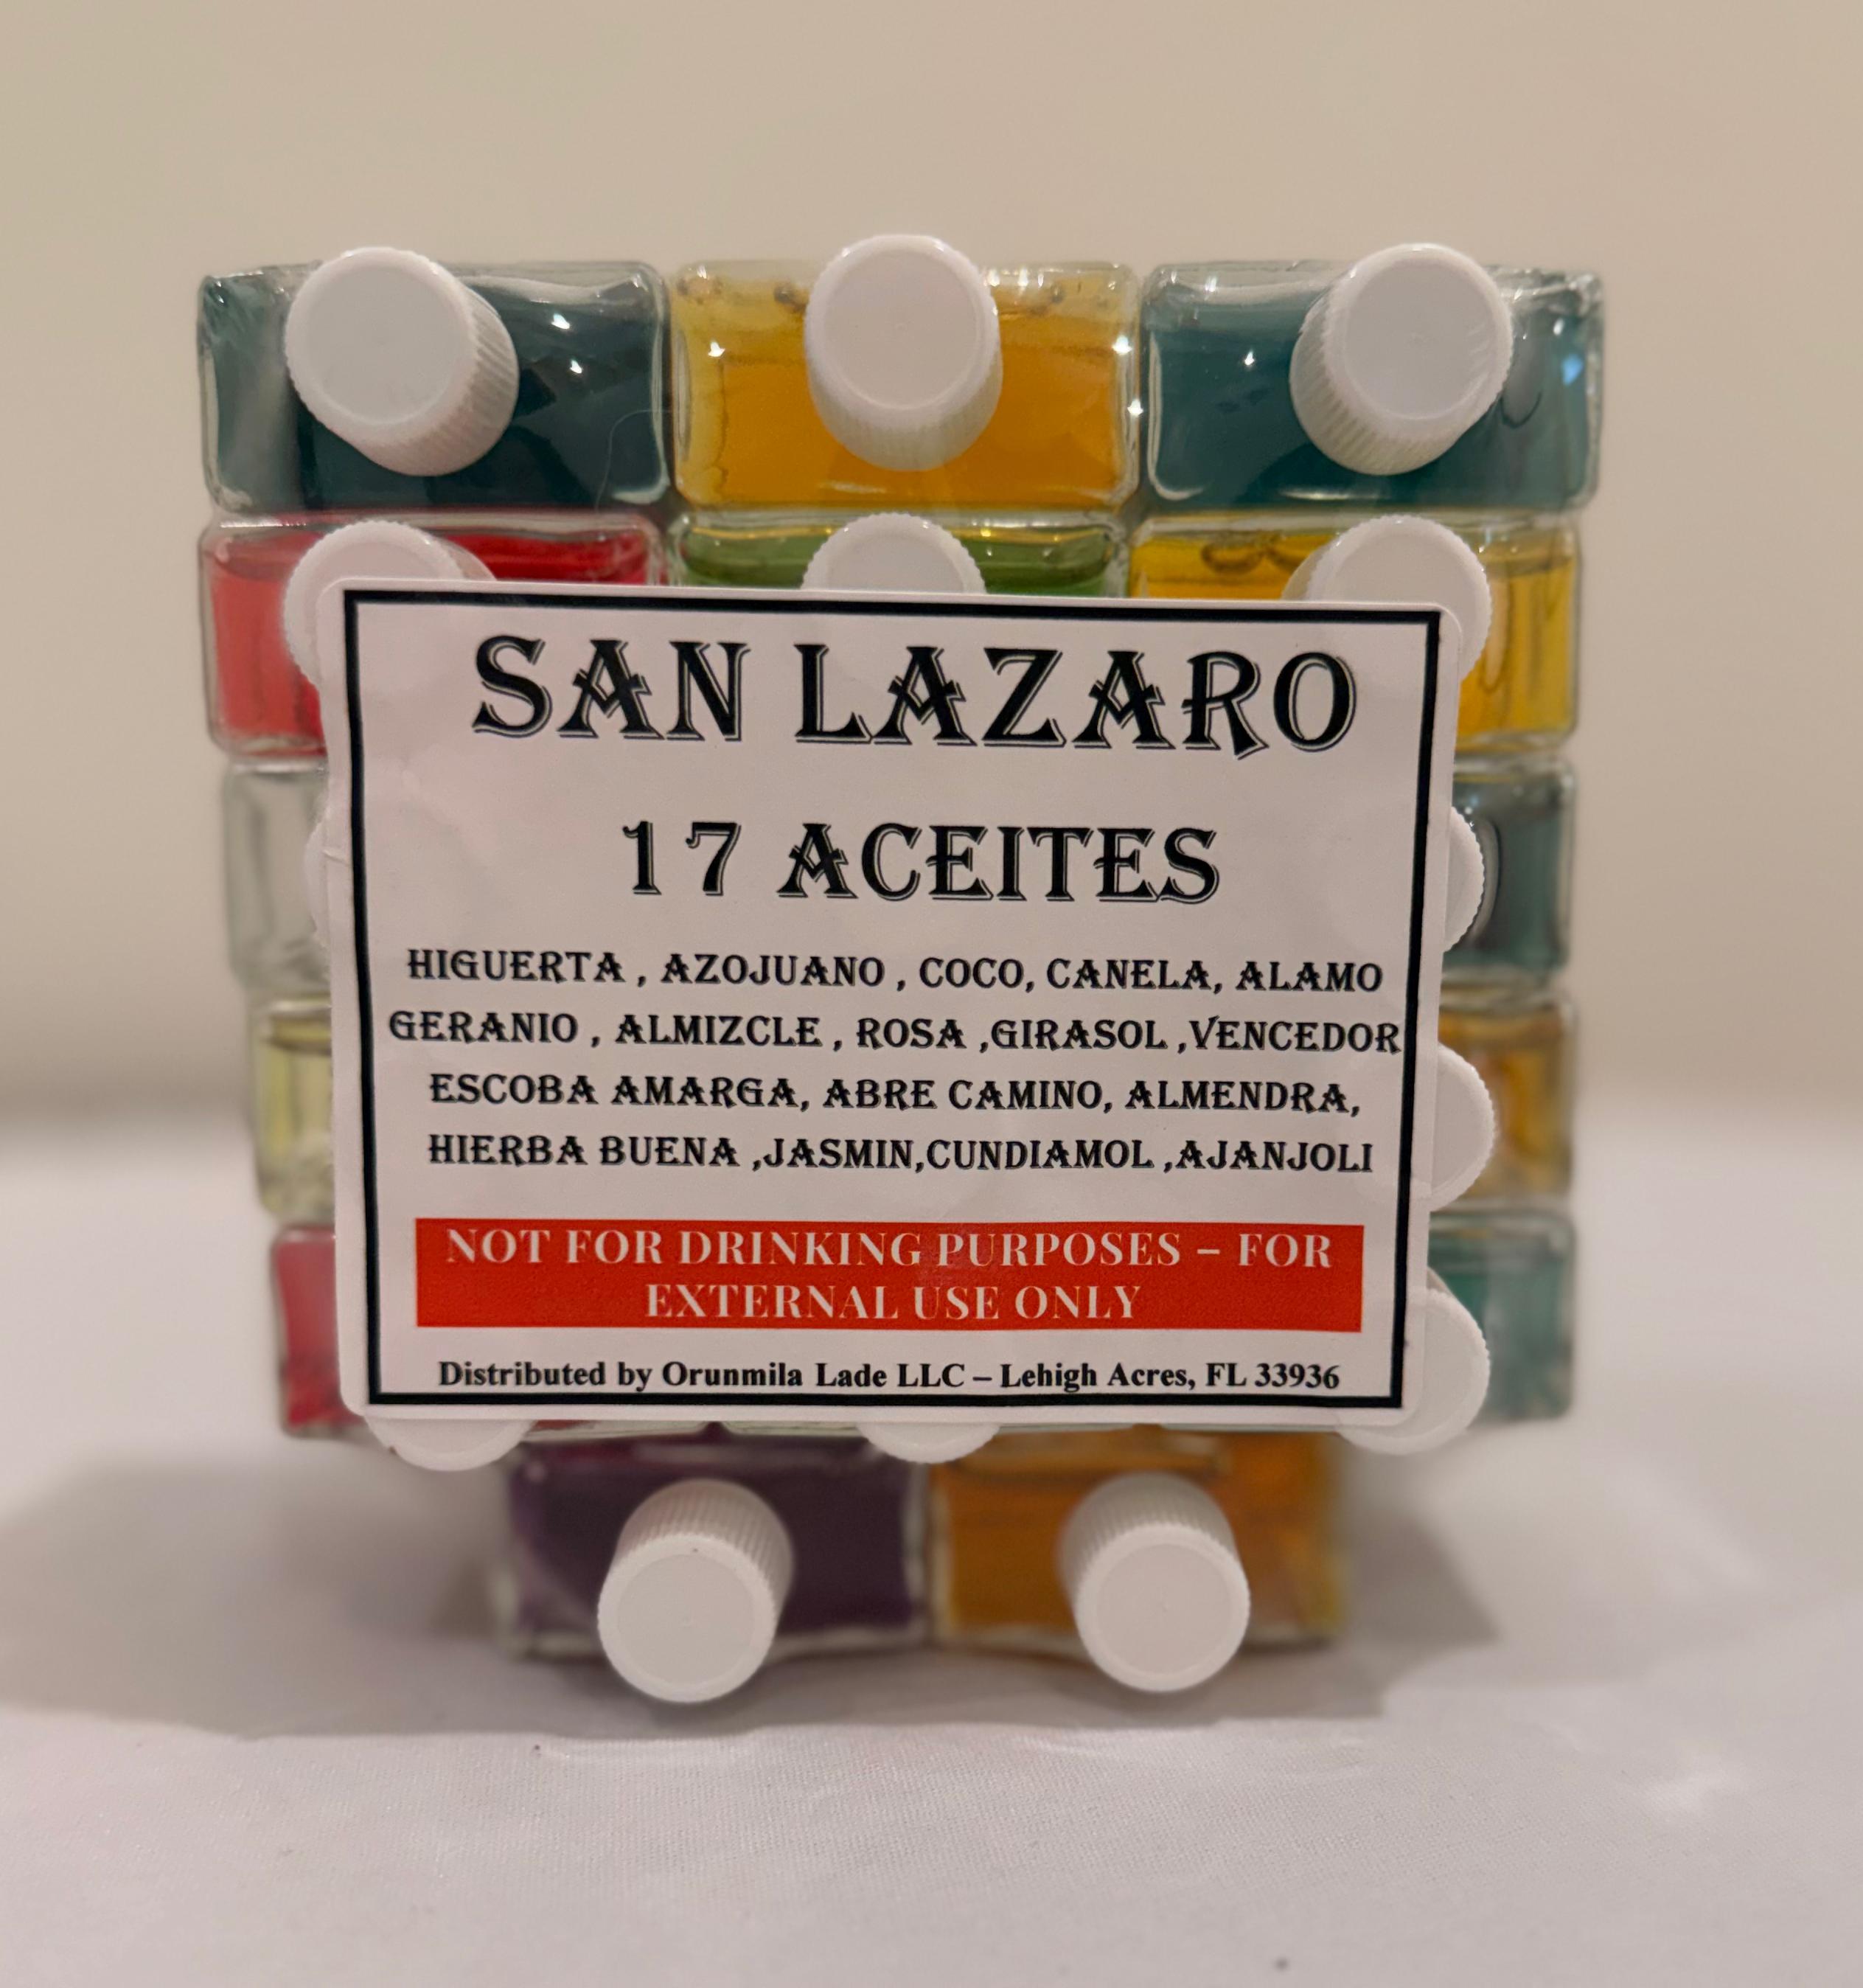 SAN LAZARO
17 ACEITES
HIGUERTA , AZOJUANO , COCO, CANELA, ALAMO
GERANIO , ALMIZCLE , ROSA ,GIRASOL ,VENCEDOR
ESCOBA AMARGA, ABRE CAMINO, ALMENDRA,
HIERBA BUENA ,JASMIN,CUNDIAMOL ,AJANJOLI
NOT FOR DRINKING PURPOSES – FOR
EXTERNAL USE ONLY
Distributed by Orunmila Lade LLC – Lehigh Acres, FL 33936